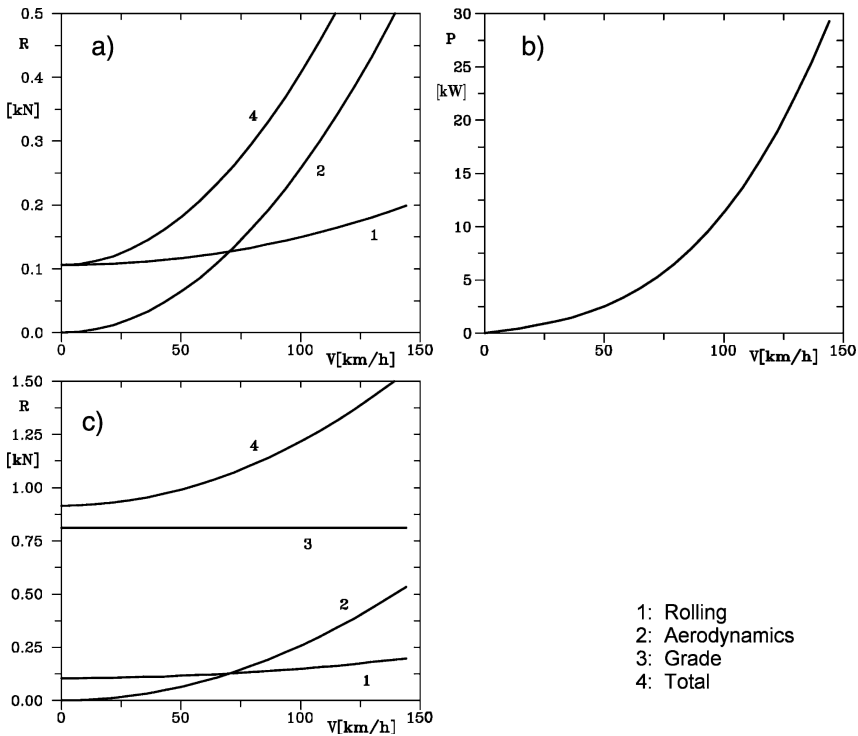 0.5
R
a)
4
0.4
[kN]
0.3
2
0.2
1
0.1
0.0
0
50
100
150
V[km/h]
30
P
b)
25
[kW]
20
15
10
5
0
0
50
100
150
V[km/h]
1.50
R
c)
4
1.25
[kN]
1.00
0.75
3
0.50
2
0.25
1
0.00
0
50
100
150
V[km/h]
1: Rolling
2: Aerodynamics
3: Grade
4: Total